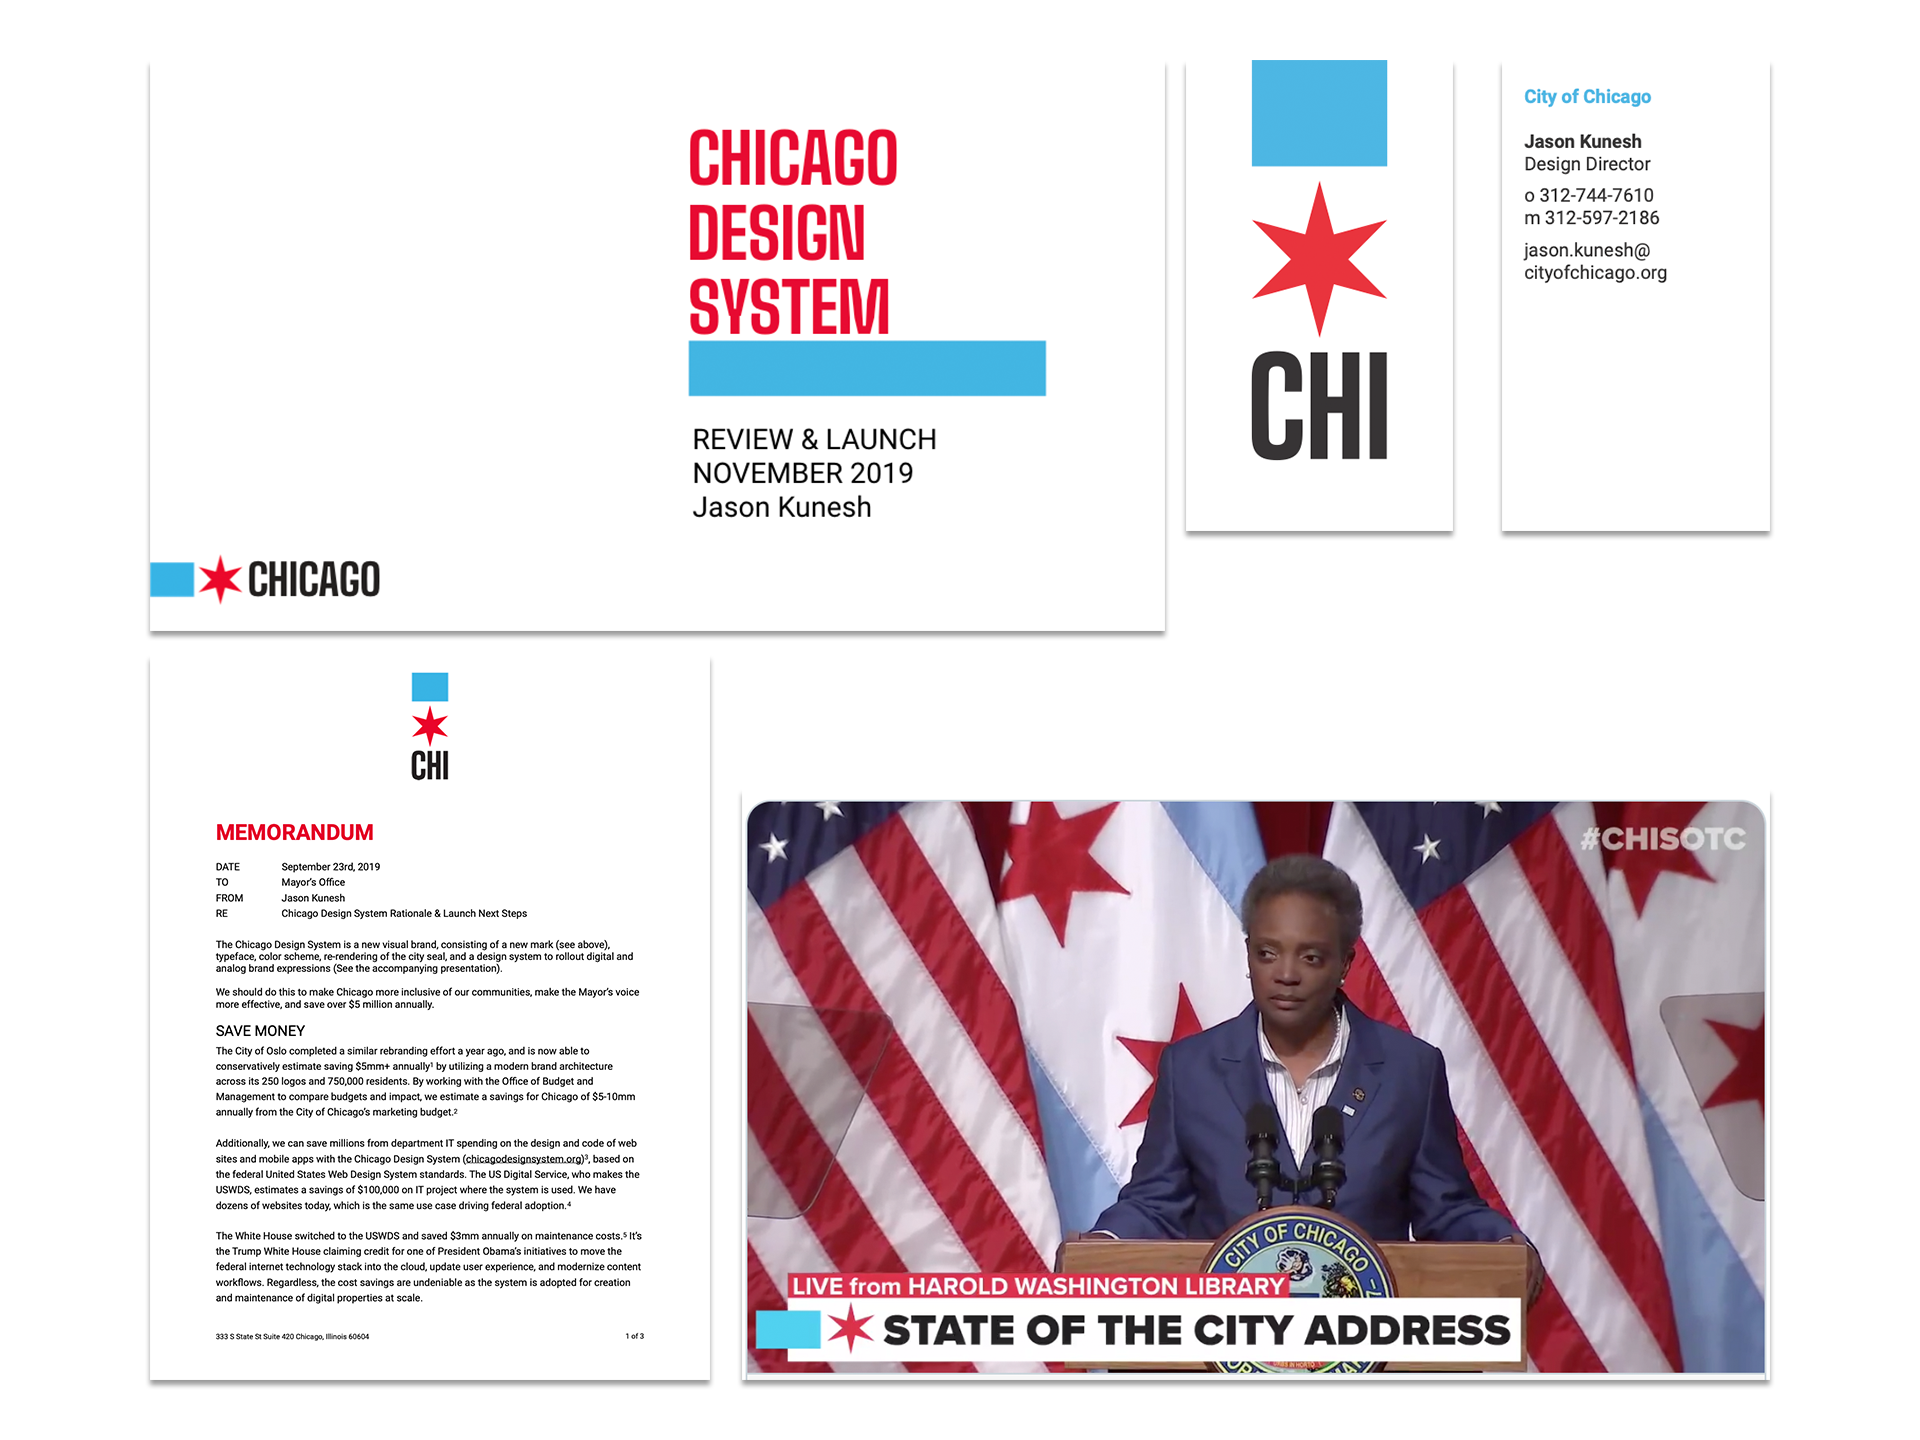 CHICAGO
DESIGN
SYSTEM
REVIEW & LAUNCH
NOVEMBER 2019
Jason Kunesh
CHICAGO
CHI
City of Chicago
Jason Kunesh
Design Director
o 312-744-7610
m 312-597-2186
jason.kunesh@
cityofchicago.org
CHI
MEMORANDUM
DATE September 23rd, 2019
TO Mayor's Office
FROM Jason Kunesh
RE Chicago Design System Rationale & Launch Next Steps
The Chicago Design System is a new visual brand, consisting of a new mark (see above),
typeface, color scheme, re-rendering of the city seal, and a design system to rollout digital and
analog brand expressions (See the accompanying presentation).
We should do this to make Chicago more inclusive of our communities, make the Mayor's voice
more effective, and save over $5 million annually.
SAVE MONEY
The City of Oslo completed a similar rebranding effort a year ago, and is now able to
conservatively estimate saving $5mm+ annually¹ by utilizing a modern brand architecture
across its 250 logos and 750,000 residents. By working with the Office of Budget and
Management to compare budgets and impact, we estimate a savings for Chicago of $5-10mm
annually from the City of Chicago's marketing budget.²
Additionally, we can save millions from department IT spending on the design and code of web
sites and mobile apps with the Chicago Design System (chicagodesignsystem.org)³, based on
the federal United States Web Design System standards. The US Digital Service, who makes the
USWDS, estimates a savings of $100,000 on IT project where the system is used. We have
dozens of websites today, which is the same use case driving federal adoption.⁴
The White House switched to the USWDS and saved $3mm annually on maintenance costs.⁵ It's
the Trump White House claiming credit for one of President Obama's initiatives to move the
federal internet technology stack into the cloud, update user experience, and modernize content
workflows. Regardless, the cost savings are undeniable as the system is adopted for creation
and maintenance of digital properties at scale.
333 S State St Suite 420 Chicago, Illinois 60604
1 of 3
#CHISOTC
CITY OF CHICAGO
LIVE from HAROLD WASHINGTON LIBRARY
STATE OF THE CITY ADDRESS